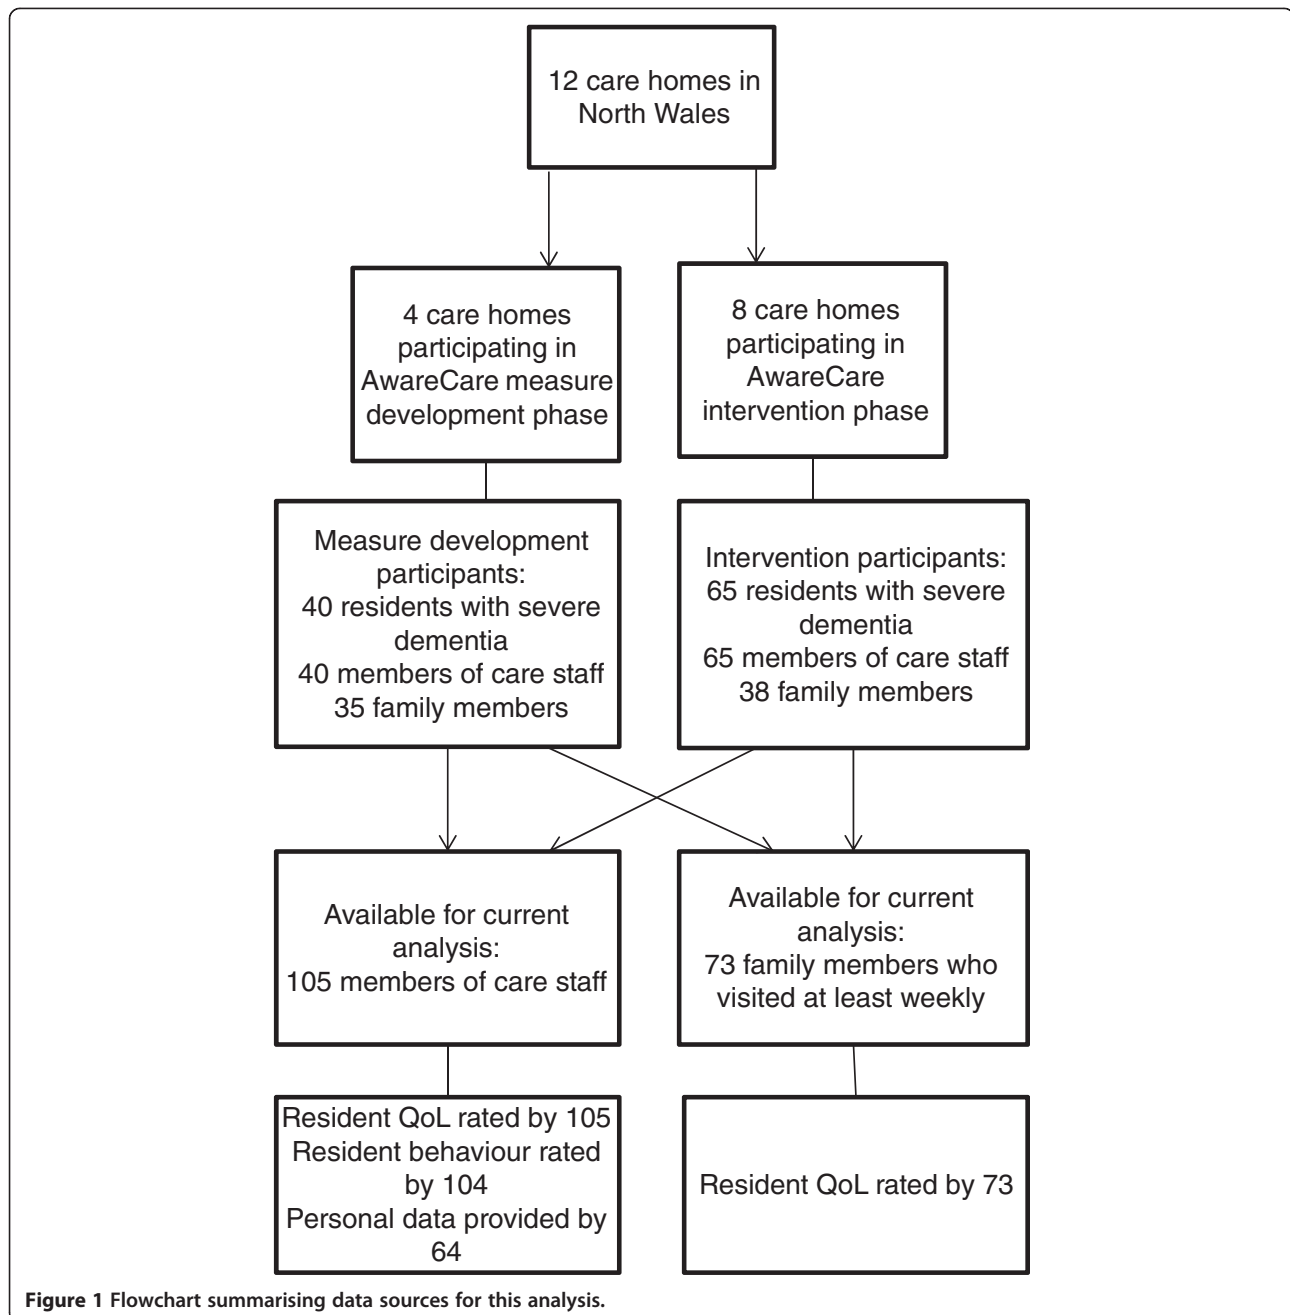 12 care homes in
North Wales
4 care homes
participating in
AwareCare measure
development phase
8 care homes
participating in
AwareCare
intervention phase
Measure development
participants:
40 residents with severe
dementia
40 members of care staff
35 family members
Intervention participants:
65 residents with severe
dementia
65 members of care staff
38 family members
Available for current
analysis:
105 members of care staff
Available for current
analysis:
73 family members who
visited at least weekly
Resident QoL rated by 105
Resident behaviour rated
by 104
Personal data provided by
64
Resident QoL rated by 73
Figure 1 Flowchart summarising data sources for this analysis.